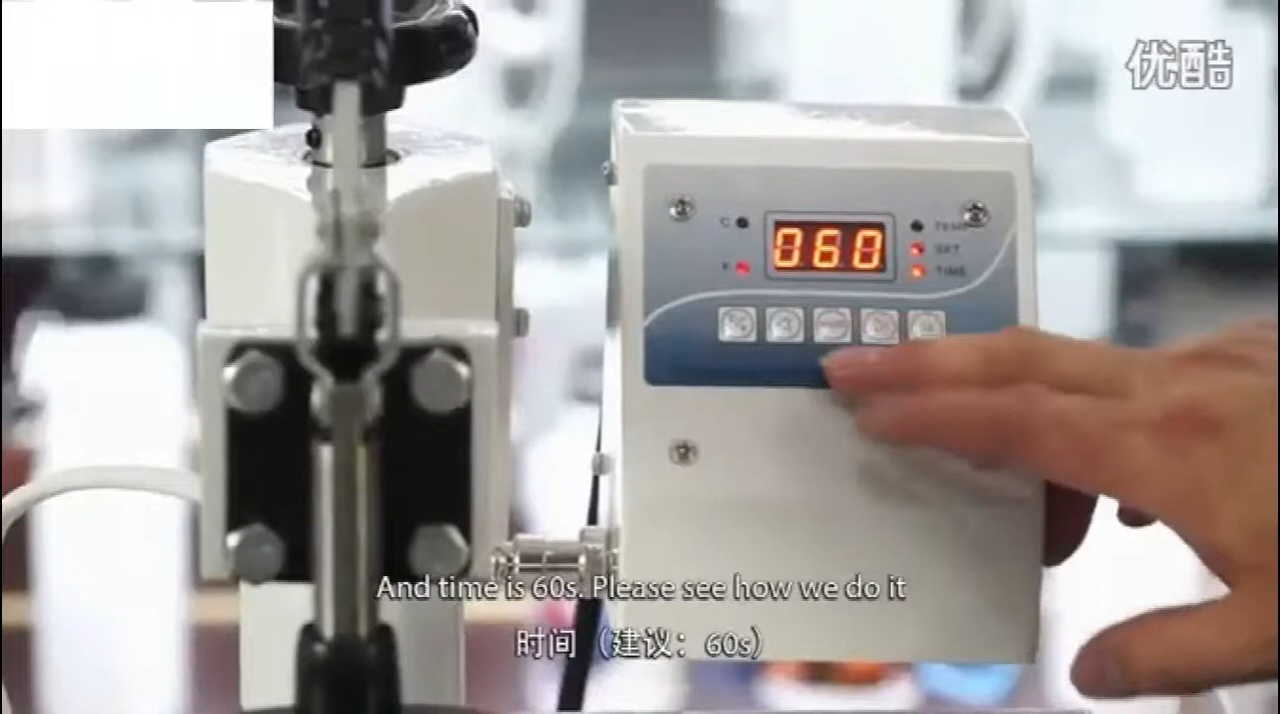 优酷
C
060
TEMP
SET
F
TIME
And time is 60s. Please see how we do it
时间（建议：60s）